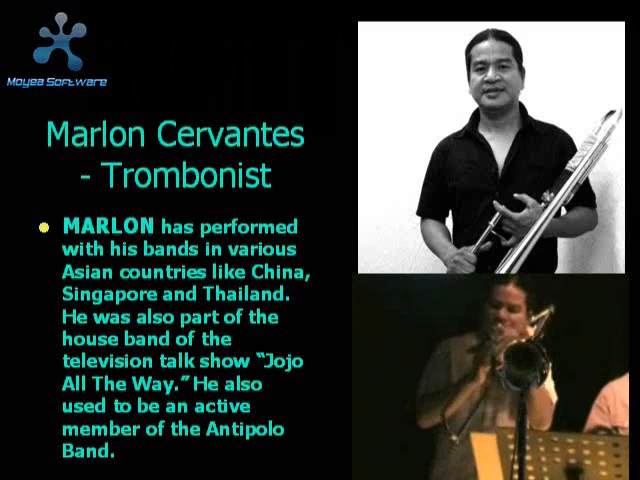 Moyea Software
Marlon Cervantes
- Trombonist
MARLON has performed
with his bands in various
Asian countries like China,
Singapore and Thailand.
He was also part of the
house band of the
television talk show “Jojo
All The Way.” He also
used to be an active
member of the Antipolo
Band.